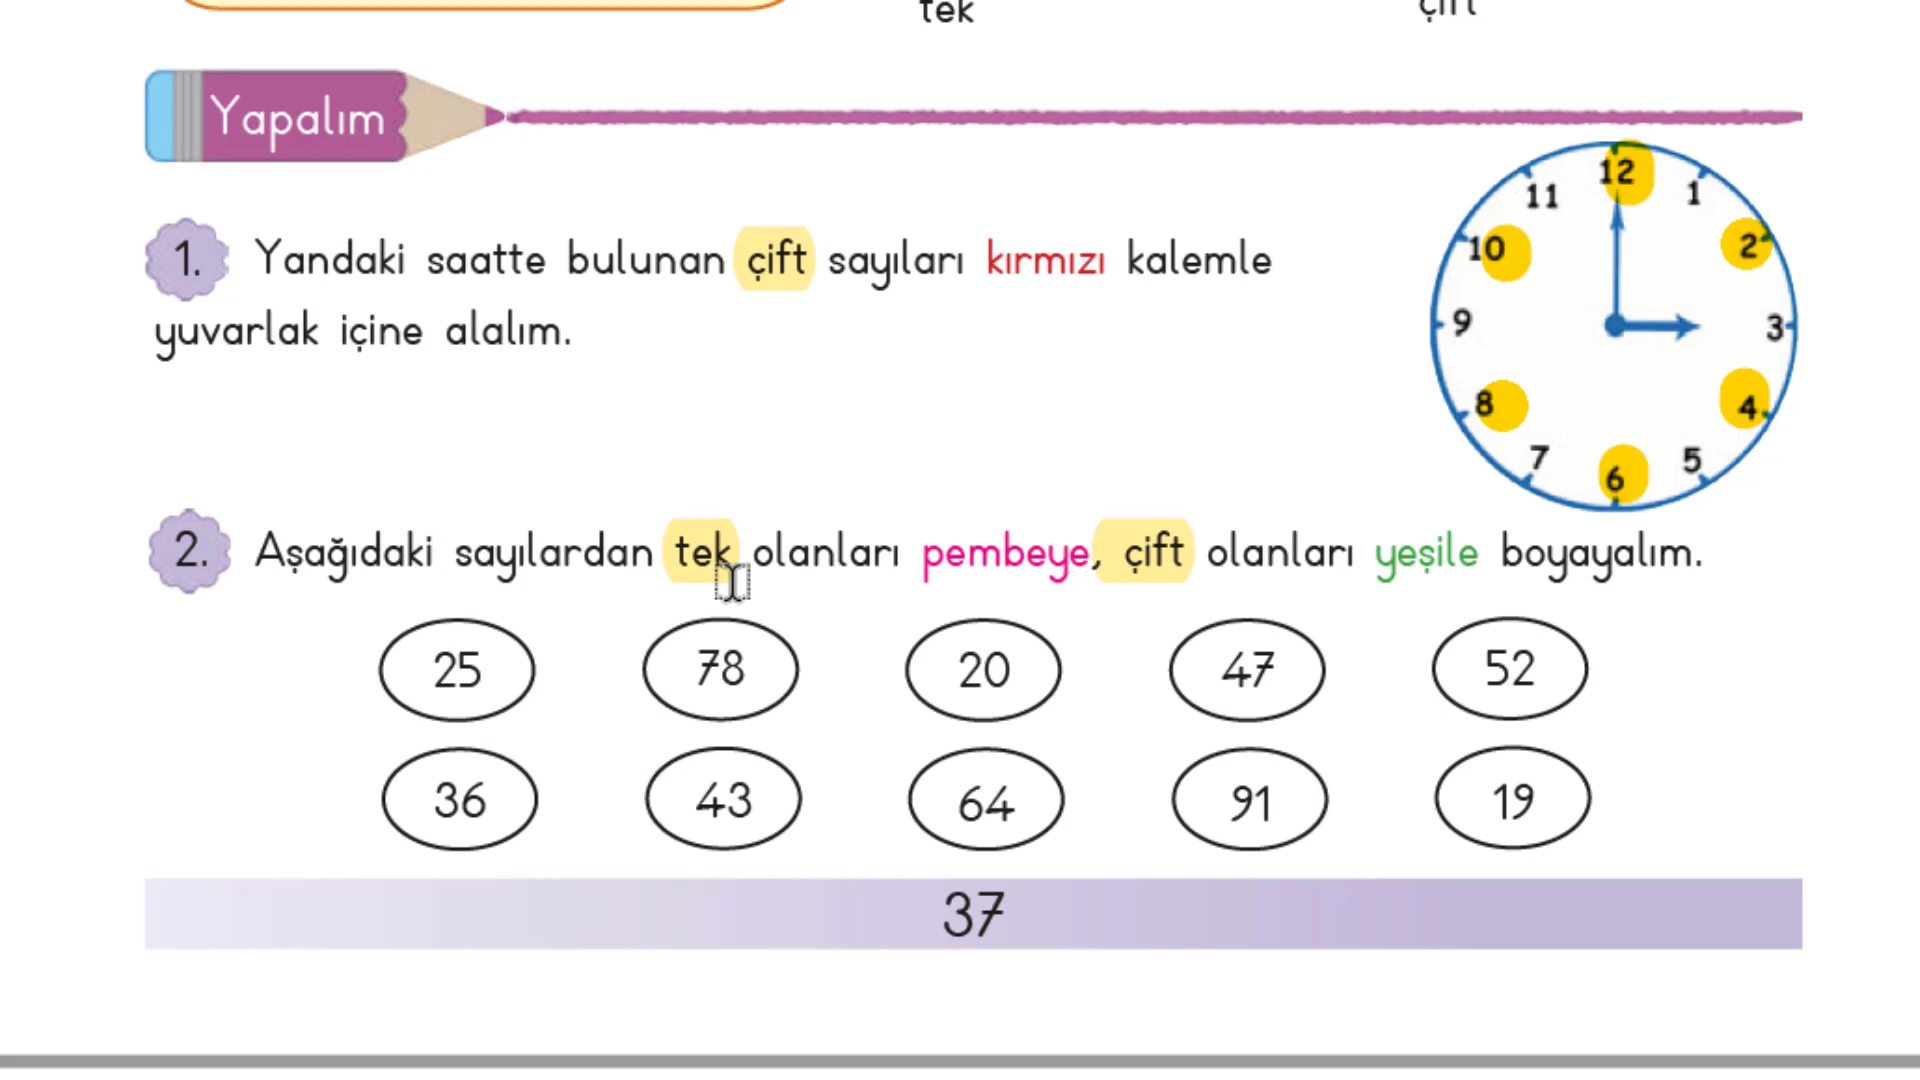 tek çift
Yapalım
1. Yandaki saatte bulunan çift sayıları kırmızı kalemle
yuvarlak içine alalım.
12
11 1
10 2
9 3
8 4
7 5
6
2. Aşağıdaki sayılardan tek olanları pembeye, çift olanları yeşile boyayalım.
25 78 20 47 52
36 43 64 91 19
37